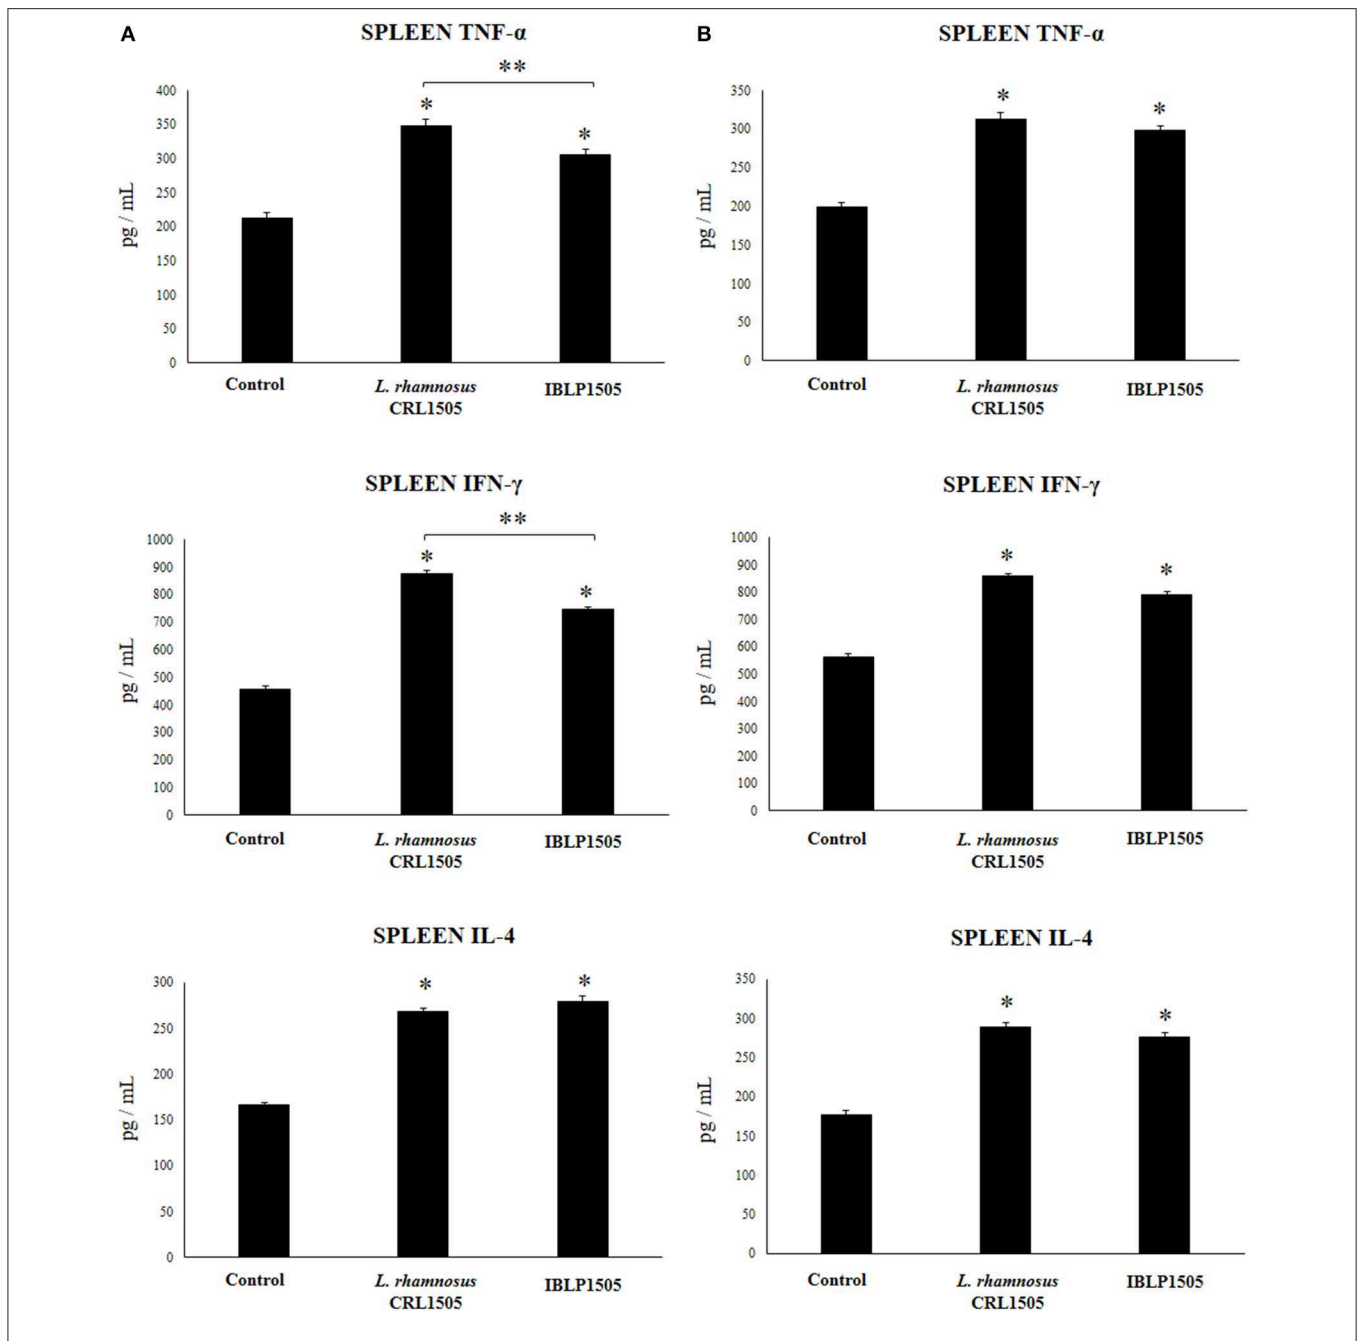 A
SPLEEN TNF-α
**
400
350
300
250
200
150
100
50
0
pg / mL
*
*
Control
L. rhamnosus
CRL1505
IBLP1505
B
SPLEEN TNF-α
350
300
250
200
150
100
50
0
pg / mL
*
*
Control
L. rhamnosus
CRL1505
IBLP1505
SPLEEN IFN-γ
**
1000
900
800
700
600
500
400
300
200
100
0
pg / mL
*
*
Control
L. rhamnosus
CRL1505
IBLP1505
SPLEEN IFN-γ
1000
900
800
700
600
500
400
300
200
100
0
pg / mL
*
*
Control
L. rhamnosus
CRL1505
IBLP1505
SPLEEN IL-4
300
250
200
150
100
50
0
pg / mL
*
*
Control
L. rhamnosus
CRL1505
IBLP1505
SPLEEN IL-4
350
300
250
200
150
100
50
0
pg / mL
*
*
Control
L. rhamnosus
CRL1505
IBLP1505